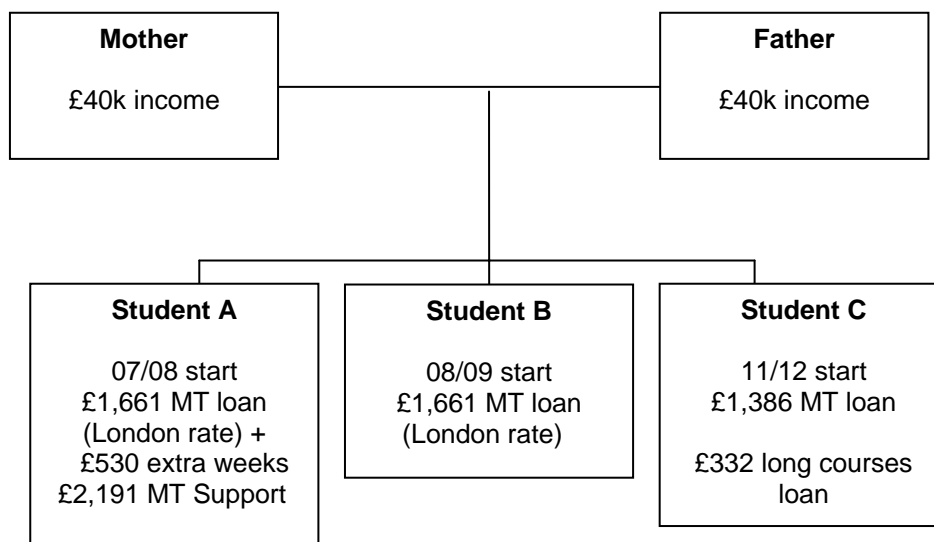 Mother
£40k income
Father
£40k income
Student A
07/08 start
£1,661 MT loan
(London rate) +
£530 extra weeks
£2,191 MT Support
Student B
08/09 start
£1,661 MT loan
(London rate)
Student C
11/12 start
£1,386 MT loan
£332 long courses
loan